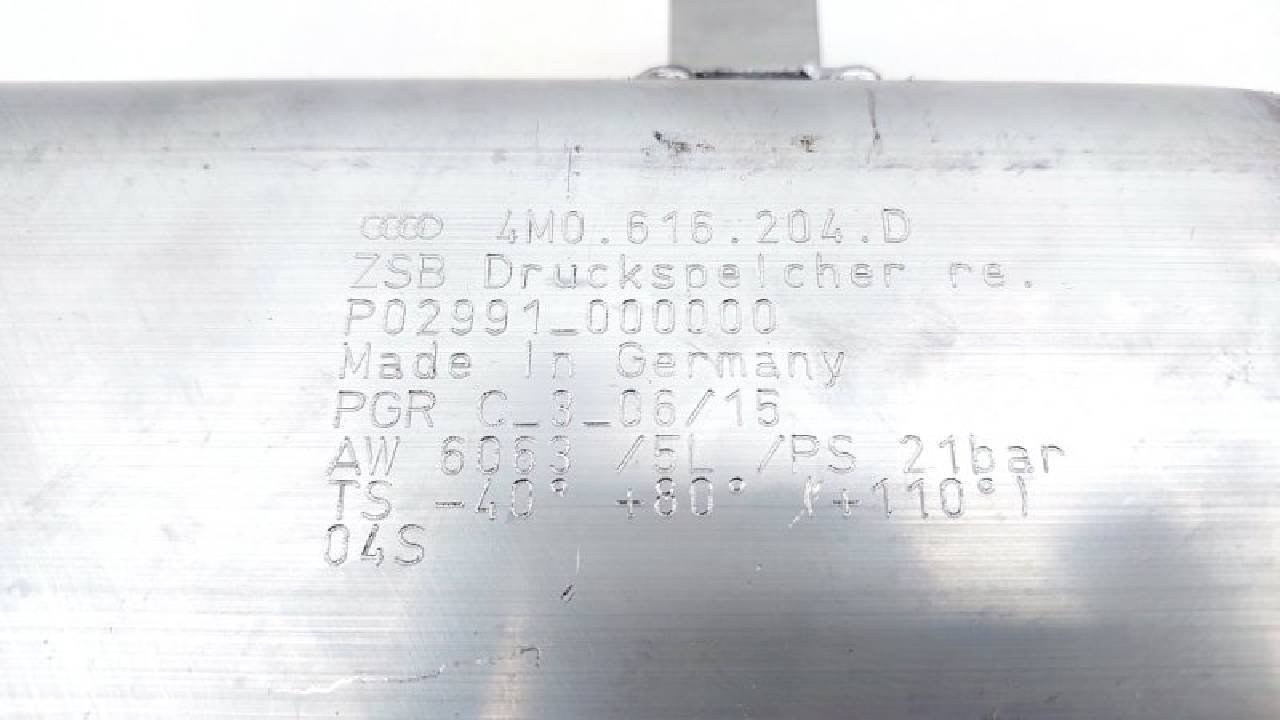 4M0.616.204.D
ZSB Druckspeicher re.
P02991_000000
Made In Germany
PGR C_3_06/15
AW 6063 /5L /PS 21bar
TS -40° +80° (+110°)
04S